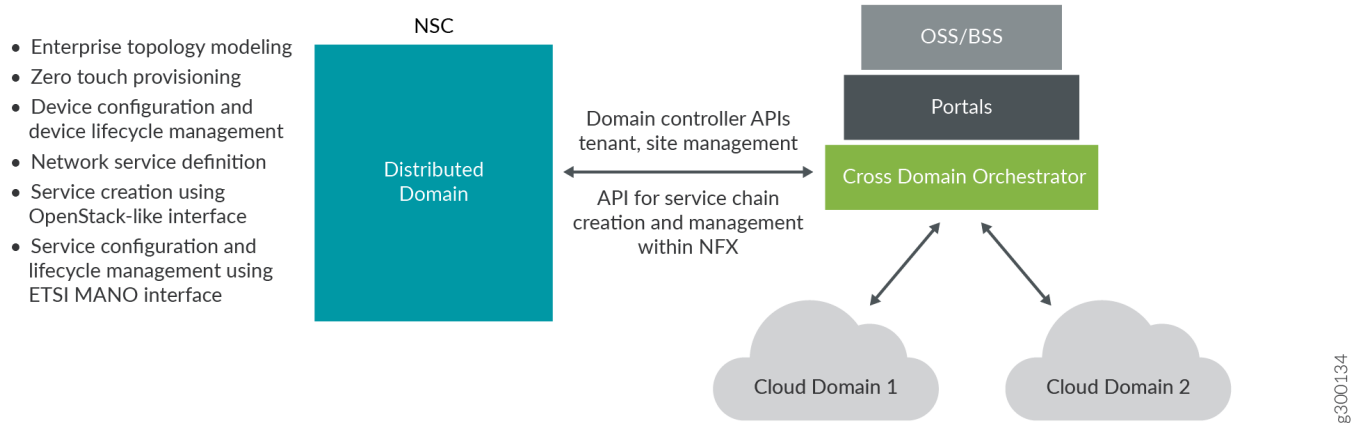 NSC
• Enterprise topology modeling
• Zero touch provisioning
• Device configuration and
device lifecycle management
• Network service definition
• Service creation using
OpenStack-like interface
• Service configuration and
lifecycle management using
ETSI MANO interface
Distributed
Domain
Domain controller APIs
tenant, site management
API for service chain
creation and management
within NFX
OSS/BSS
Portals
Cross Domain Orchestrator
Cloud Domain 1
Cloud Domain 2
g300134